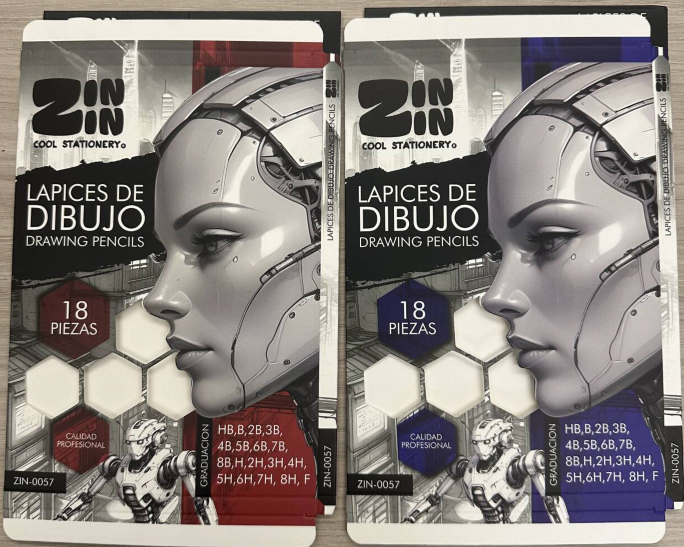 ZIN
ZIN
COOL STATIONERY
LAPICES DE
DIBUJO
DRAWING PENCILS
18
PIEZAS
CALIDAD
PROFESIONAL
ZIN-0057
GRADUACION
HB,B,2B,3B,
4B,5B,6B,7B,
8B,H,2H,3H,4H,
5H,6H,7H, 8H, F
LAPICES DE DIBUJO DRAWING PENCILS
ZIN
ZIN
ZIN-0057
ZIN
ZIN
COOL STATIONERY
LAPICES DE
DIBUJO
DRAWING PENCILS
18
PIEZAS
CALIDAD
PROFESIONAL
ZIN-0057
GRADUACION
HB,B,2B,3B,
4B,5B,6B,7B,
8B,H,2H,3H,4H,
5H,6H,7H, 8H, F
LAPICES DE DIBUJO DRAWING PENCILS
ZIN
ZIN
ZIN-0057